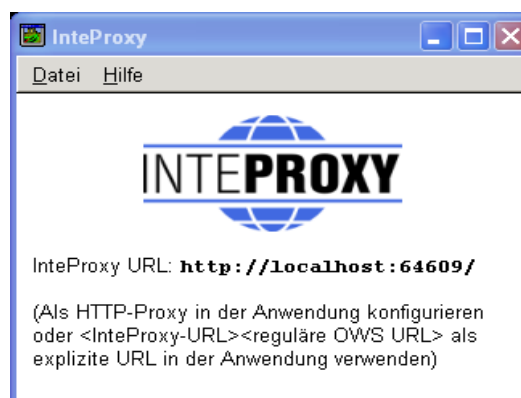 InteProxy
Datei Hilfe
INTEPROXY
InteProxy URL: http://localhost:64609/
(Als HTTP-Proxy in der Anwendung konfigurieren
oder <InteProxy-URL><reguläre OWS URL> als
explizite URL in der Anwendung verwenden)